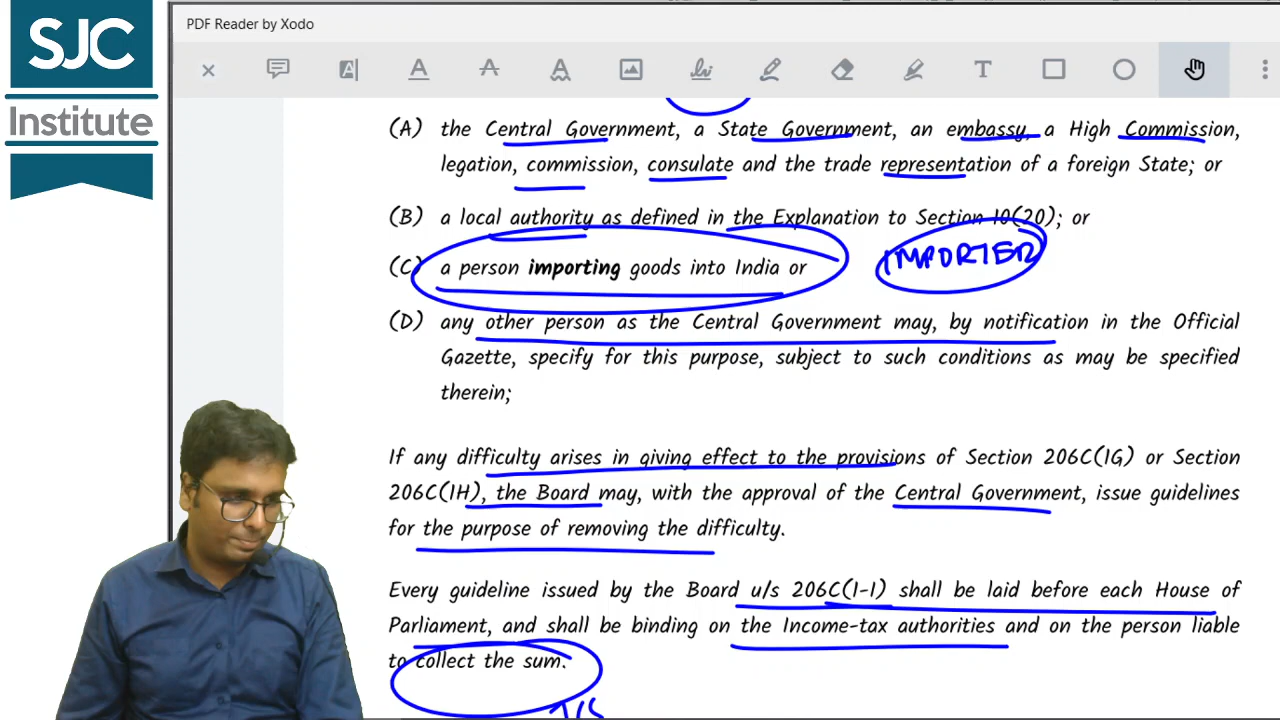 SJC
Institute
PDF Reader by Xodo
(A) the Central Government, a State Government, an embassy, a High Commission,
legation, commission, consulate and the trade representation of a foreign State; or
(B) a local authority as defined in the Explanation to Section 10(20); or
(C) a person importing goods into India or
IMPORTER
(D) any other person as the Central Government may, by notification in the Official
Gazette, specify for this purpose, subject to such conditions as may be specified
therein;
If any difficulty arises in giving effect to the provisions of Section 206C(1G) or Section
206C(1H), the Board may, with the approval of the Central Government, issue guidelines
for the purpose of removing the difficulty.
Every guideline issued by the Board u/s 206C(1-I) shall be laid before each House of
Parliament, and shall be binding on the Income-tax authorities and on the person liable
to collect the sum.